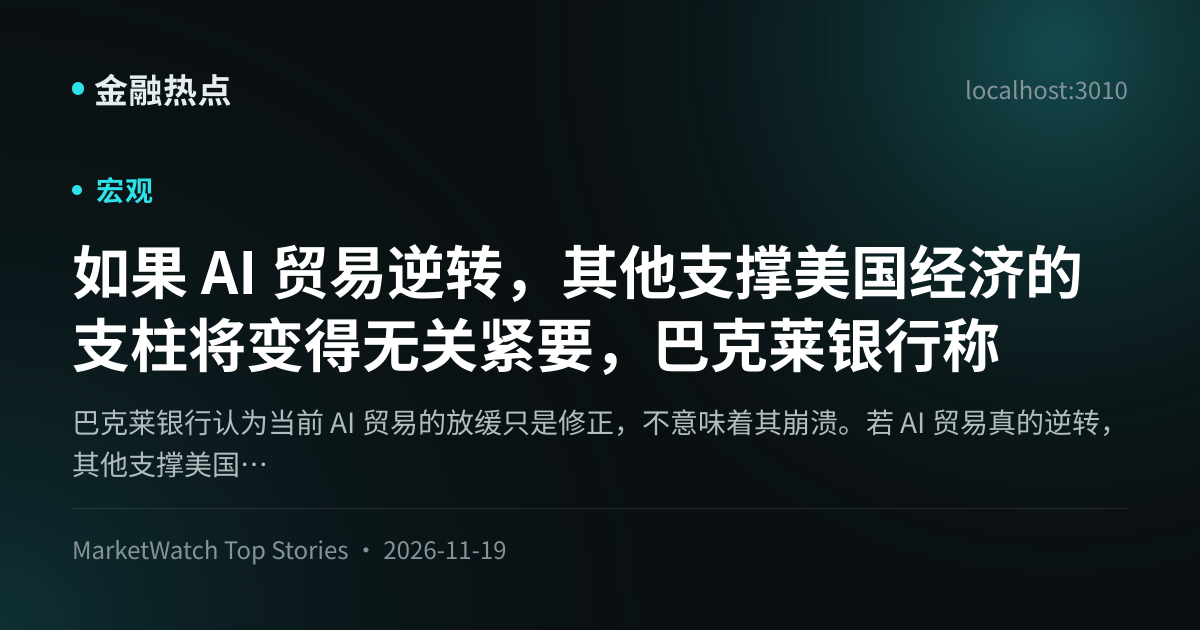 金融热点
localhost:3010
宏观
如果 AI 贸易逆转，其他支撑美国经济的
支柱将变得无关紧要，巴克莱银行称
巴克莱银行认为当前 AI 贸易的放缓只是修正，不意味着其崩溃。若 AI 贸易真的逆转，
其他支撑美国…
MarketWatch Top Stories · 2026-11-19